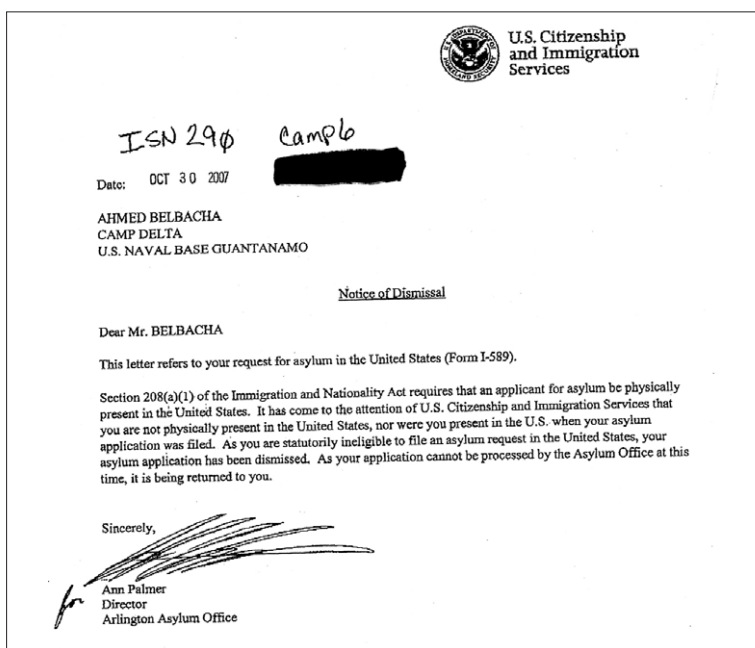 U.S. Citizenship
and Immigration
Services
ISN 290 Camp 6
Date: OCT 30 2007
AHMED BELBACHA
CAMP DELTA
U.S. NAVAL BASE GUANTANAMO
Notice of Dismissal
Dear Mr. BELBACHA
This letter refers to your request for asylum in the United States (Form I-589).
Section 208(a)(1) of the Immigration and Nationality Act requires that an applicant for asylum be physically
present in the United States. It has come to the attention of U.S. Citizenship and Immigration Services that
you are not physically present in the United States, nor were you present in the U.S. when your asylum
application was filed. As you are statutorily ineligible to file an asylum request in the United States, your
asylum application has been dismissed. As your application cannot be processed by the Asylum Office at this
time, it is being returned to you.
Sincerely,
for
Ann Palmer
Director
Arlington Asylum Office